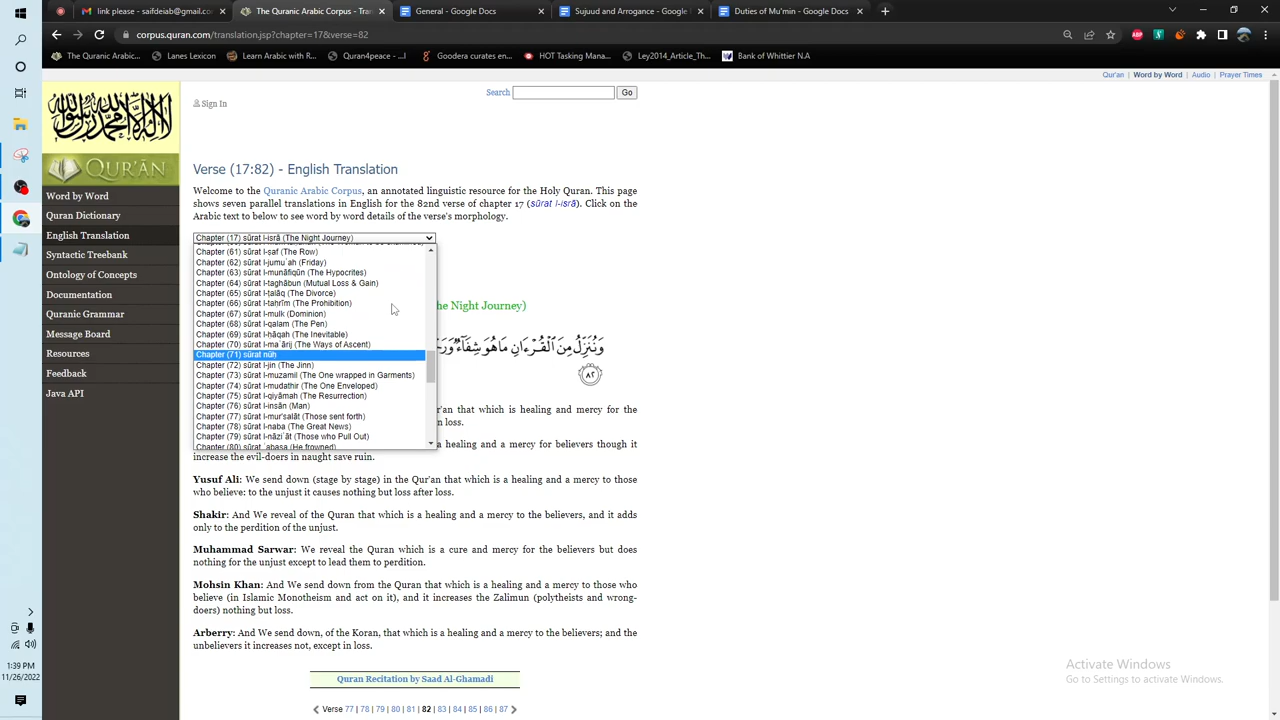 link please - saifdeiab@gmail.co
The Quranic Arabic Corpus - Tran
General - Google Docs
Sujuud and Arrogance - Google
Duties of Mu'min - Google Docs
corpus.quran.com/translation.jsp?chapter=17&verse=82
The Quranic Arabic...
Lanes Lexicon
Learn Arabic with R...
Quran4peace - ...I
Goodera curates en...
HOT Tasking Mana...
Ley2014_Article_Th...
Bank of Whittier N.A
Qur'an | Word by Word | Audio | Prayer Times
Search
Go
Sign In
QUR'ĀN
Word by Word
Quran Dictionary
English Translation
Syntactic Treebank
Ontology of Concepts
Documentation
Quranic Grammar
Message Board
Resources
Feedback
Java API
Verse (17:82) - English Translation
Welcome to the Quranic Arabic Corpus, an annotated linguistic resource for the Holy Quran. This page
shows seven parallel translations in English for the 82nd verse of chapter 17 (sūrat l-isrā). Click on the
Arabic text to below to see word by word details of the verse's morphology.
Chapter (17) sūrat l-isrā (The Night Journey)
Chapter (61) sūrat l-ṣaf (The Row)
Chapter (62) sūrat l-jumuʿah (Friday)
Chapter (63) sūrat l-munāfiqūn (The Hypocrites)
Chapter (64) sūrat l-taghābun (Mutual Loss & Gain)
Chapter (65) sūrat l-ṭalāq (The Divorce)
Chapter (66) sūrat l-taḥrīm (The Prohibition)
Chapter (67) sūrat l-mulk (Dominion)
Chapter (68) sūrat l-qalam (The Pen)
Chapter (69) sūrat l-ḥāqah (The Inevitable)
Chapter (70) sūrat l-maʿārij (The Ways of Ascent)
Chapter (71) sūrat nūḥ
Chapter (72) sūrat l-jin (The Jinn)
Chapter (73) sūrat l-muzamil (The One wrapped in Garments)
Chapter (74) sūrat l-mudathir (The One Enveloped)
Chapter (75) sūrat l-qiyāmah (The Resurrection)
Chapter (76) sūrat l-insān (Man)
Chapter (77) sūrat l-mur'salāt (Those sent forth)
Chapter (78) sūrat l-naba (The Great News)
Chapter (79) sūrat l-nāziʿāt (Those who Pull Out)
Chapter (80) sūrat ʿabasa (He frowned)
he Night Journey)
وَنُنَزِّلُ مِنَ ٱلْقُرْءَانِ مَا هُوَ شِفَآءٌ
٨٢
ur'an that which is healing and mercy for the
n loss.
a healing and a mercy for believers though it
increase the evil-doers in naught save ruin.
Yusuf Ali: We send down (stage by stage) in the Qur'an that which is a healing and a mercy to those
who believe: to the unjust it causes nothing but loss after loss.
Shakir: And We reveal of the Quran that which is a healing and a mercy to the believers, and it adds
only to the perdition of the unjust.
Muhammad Sarwar: We reveal the Quran which is a cure and mercy for the believers but does
nothing for the unjust except to lead them to perdition.
Mohsin Khan: And We send down from the Quran that which is a healing and a mercy to those who
believe (in Islamic Monotheism and act on it), and it increases the Zalimun (polytheists and wrong-
doers) nothing but loss.
Arberry: And We send down, of the Koran, that which is a healing and a mercy to the believers; and the
unbelievers it increases not, except in loss.
Quran Recitation by Saad Al-Ghamadi
Verse 77 | 78 | 79 | 80 | 81 | 82 | 83 | 84 | 85 | 86 | 87
Activate Windows
Go to Settings to activate Windows.
1:39 PM
11/26/2022